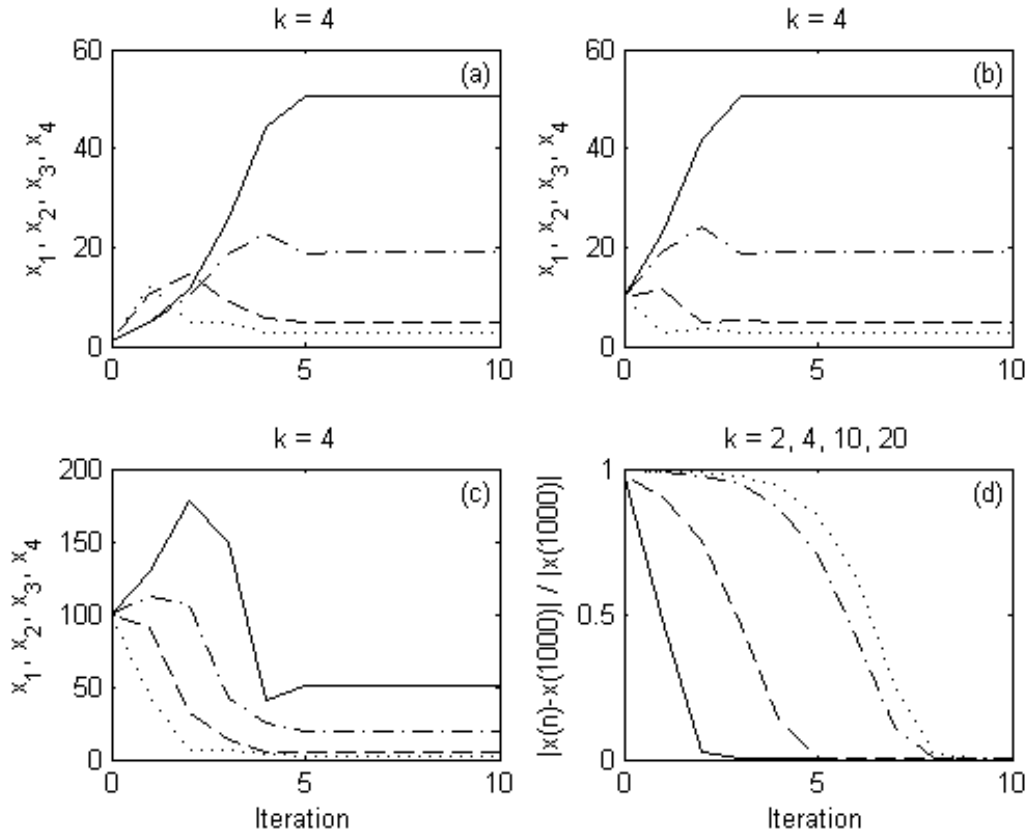 k = 4
k = 4
60
40
20
0
x1, x2, x3, x4
(a)
0
5
10
60
40
20
0
x1, x2, x3, x4
(b)
0
5
10
k = 4
k = 2, 4, 10, 20
200
150
100
50
0
x1, x2, x3, x4
(c)
0
5
10
Iteration
1
0.5
0
|x(n)-x(1000)| / |x(1000)|
(d)
0
5
10
Iteration